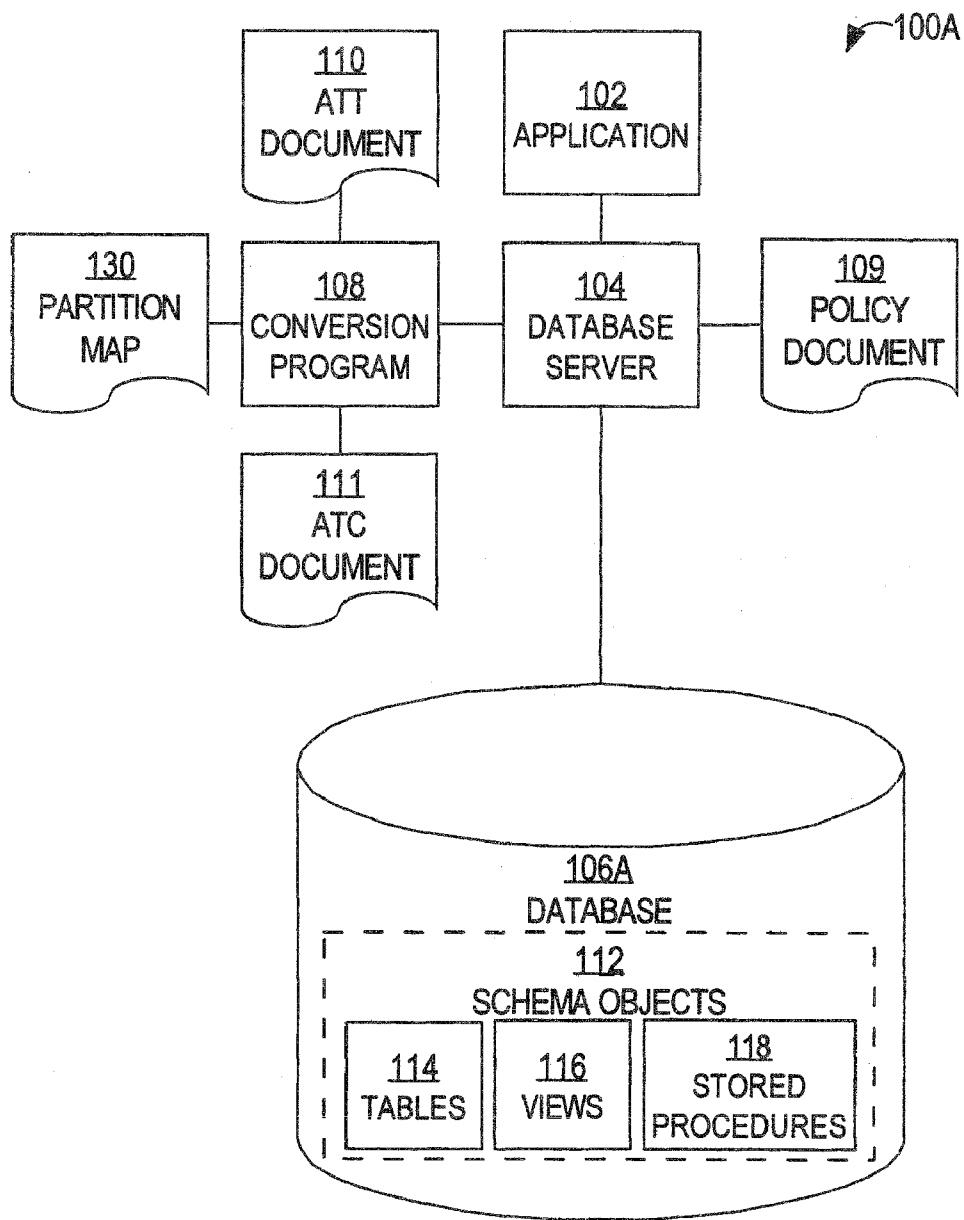 100A
110
ATT
DOCUMENT
102
APPLICATION
130
PARTITION
MAP
108
CONVERSION
PROGRAM
104
DATABASE
SERVER
109
POLICY
DOCUMENT
111
ATC
DOCUMENT
106A
DATABASE
112
SCHEMA OBJECTS
114
TABLES
116
VIEWS
118
STORED
PROCEDURES